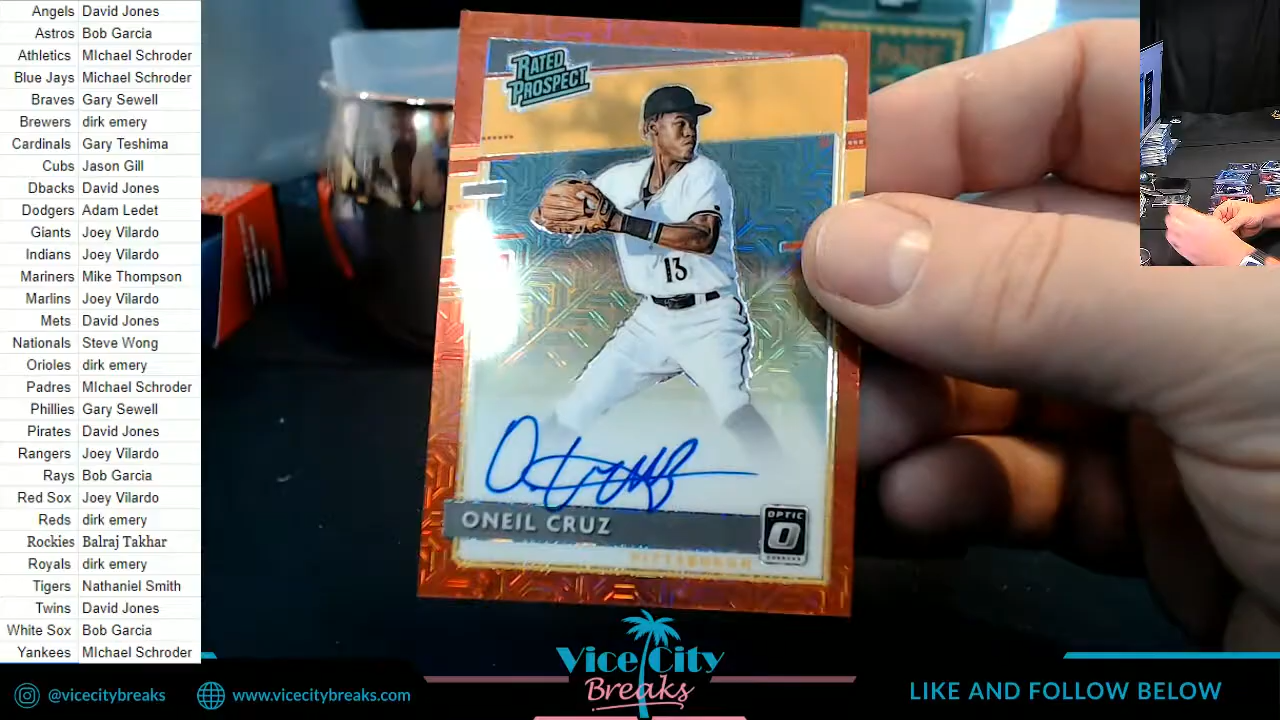 Angels David Jones
Astros Bob Garcia
Athletics MIchael Schroder
Blue Jays Michael Schroder
Braves Gary Sewell
Brewers dirk emery
Cardinals Gary Teshima
Cubs Jason Gill
Dbacks David Jones
Dodgers Adam Ledet
Giants Joey Vilardo
Indians Joey Vilardo
Mariners Mike Thompson
Marlins Joey Vilardo
Mets David Jones
Nationals Steve Wong
Orioles dirk emery
Padres MIchael Schroder
Phillies Gary Sewell
Pirates David Jones
Rangers Joey Vilardo
Rays Bob Garcia
Red Sox Joey Vilardo
Reds dirk emery
Rockies Balraj Takhar
Royals dirk emery
Tigers Nathaniel Smith
Twins David Jones
White Sox Bob Garcia
Yankees MIchael Schroder
RATED
PROSPECT
13
ONEIL CRUZ
OPTIC
O
PITTSBURGH
Vice City
Breaks
@vicecitybreaks
www.vicecitybreaks.com
LIKE AND FOLLOW BELOW